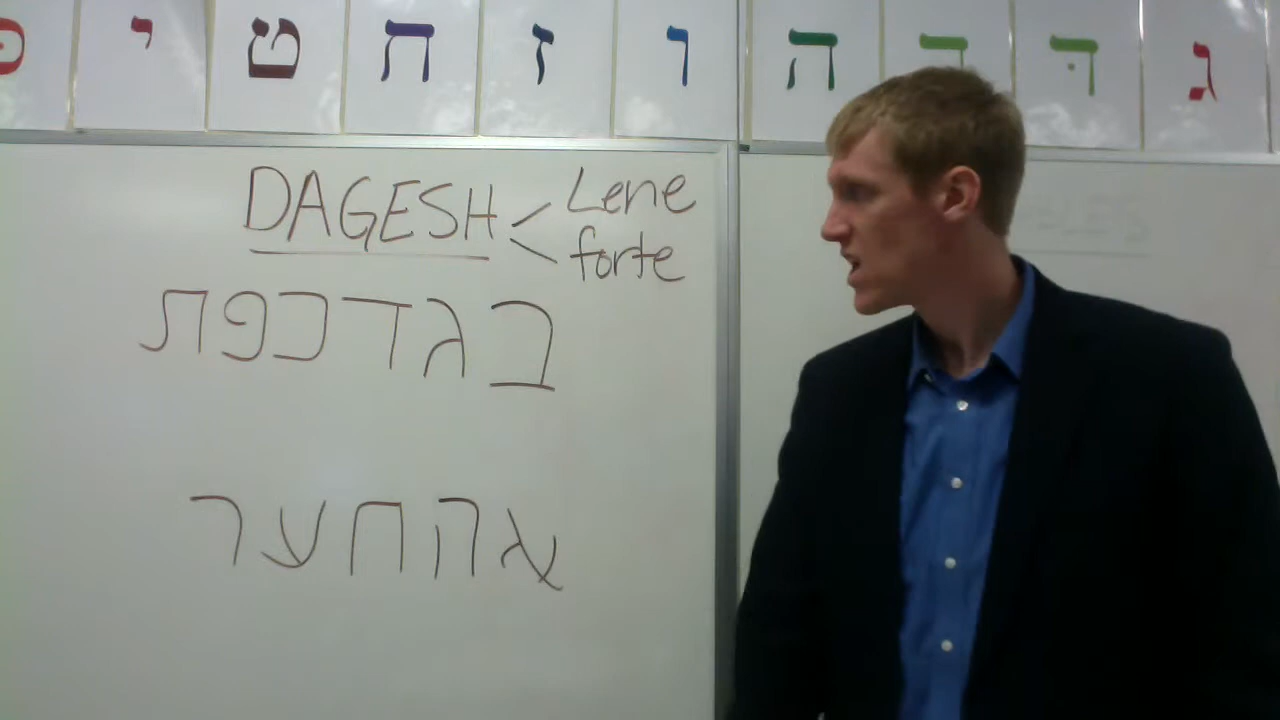 ג ד ד ה ו ז ח ט י כ
DAGESH < Lene
forte
בגדכפת
אהחער